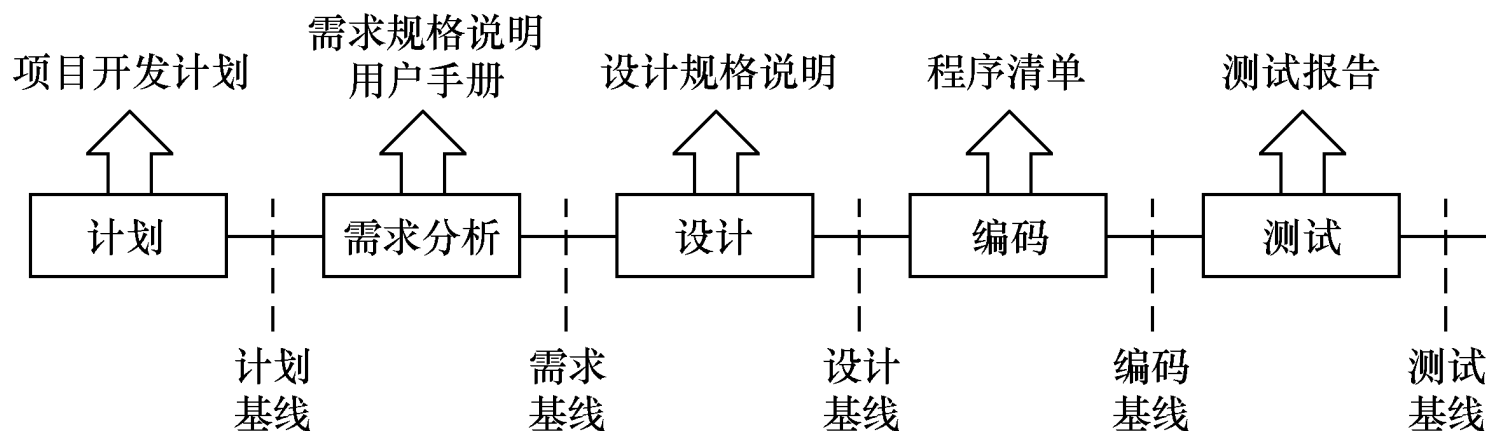 项目开发计划
需求规格说明
用户手册
设计规格说明
程序清单
测试报告
计划
需求分析
设计
编码
测试
计划
基线
需求
基线
设计
基线
编码
基线
测试
基线